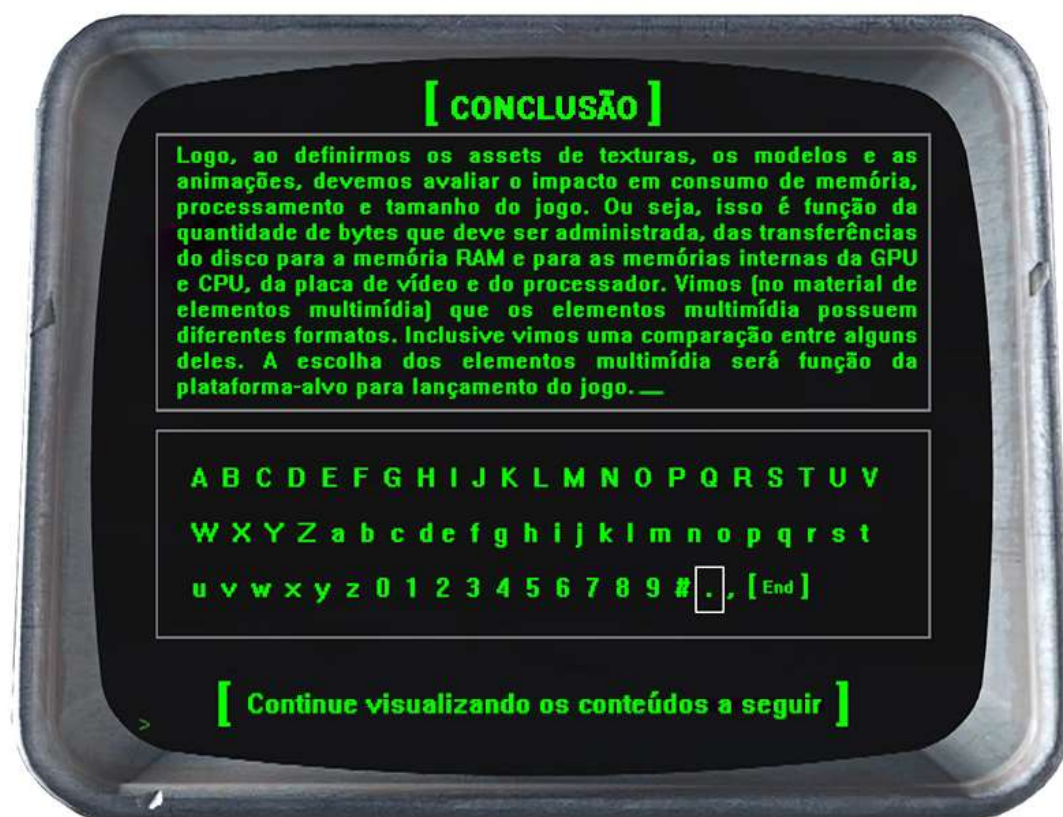 [ CONCLUSÃO ]
Logo, ao definirmos os assets de texturas, os modelos e as
animações, devemos avaliar o impacto em consumo de memória,
processamento e tamanho do jogo. Ou seja, isso é função da
quantidade de bytes que deve ser administrada, das transferências
do disco para a memória RAM e para as memórias internas da GPU
e CPU, da placa de vídeo e do processador. Vimos (no material de
elementos multimídia) que os elementos multimídia possuem
diferentes formatos. Inclusive vimos uma comparação entre alguns
deles. A escolha dos elementos multimídia será função da
plataforma-alvo para lançamento do jogo. __
A B C D E F G H I J K L M N O P Q R S T U V
W X Y Z a b c d e f g h i j k l m n o p q r s t
u v w x y z 0 1 2 3 4 5 6 7 8 9 # . , [ End ]
[ Continue visualizando os conteúdos a seguir ]
>